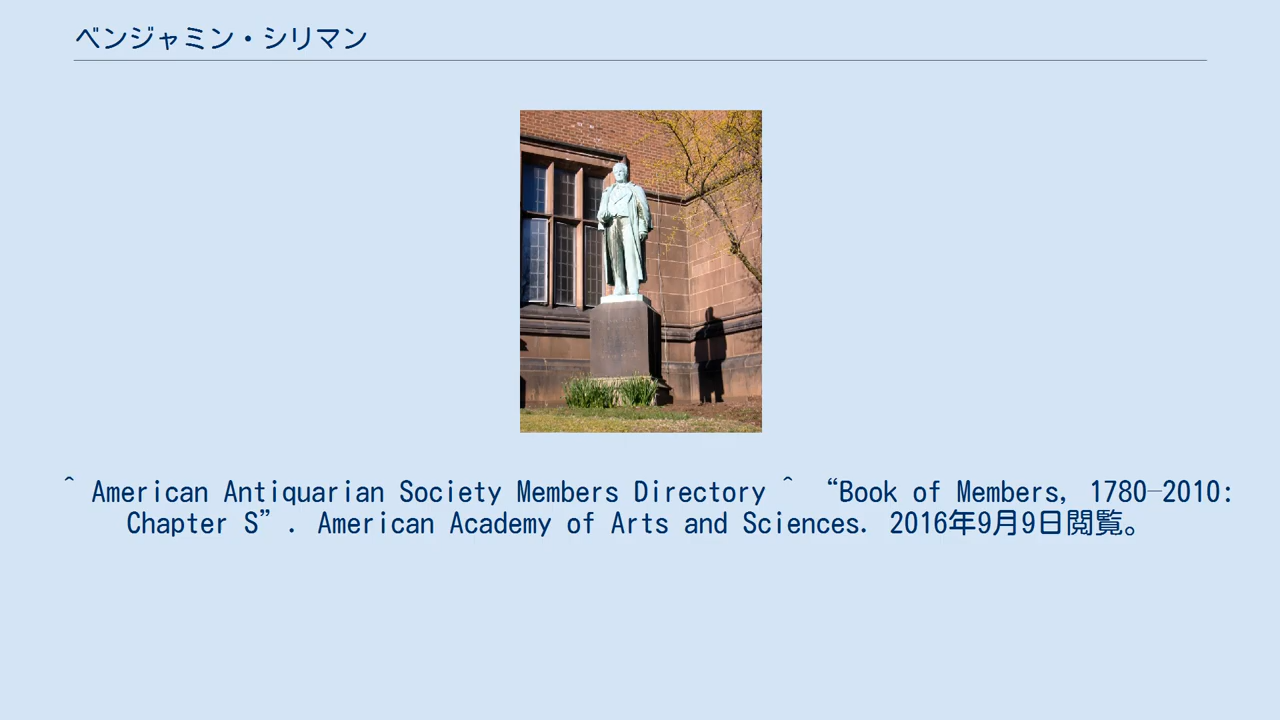 ベンジャミン・シリマン
^ American Antiquarian Society Members Directory ^ “Book of Members, 1780–2010:
Chapter S”. American Academy of Arts and Sciences. 2016年9月9日閲覧。